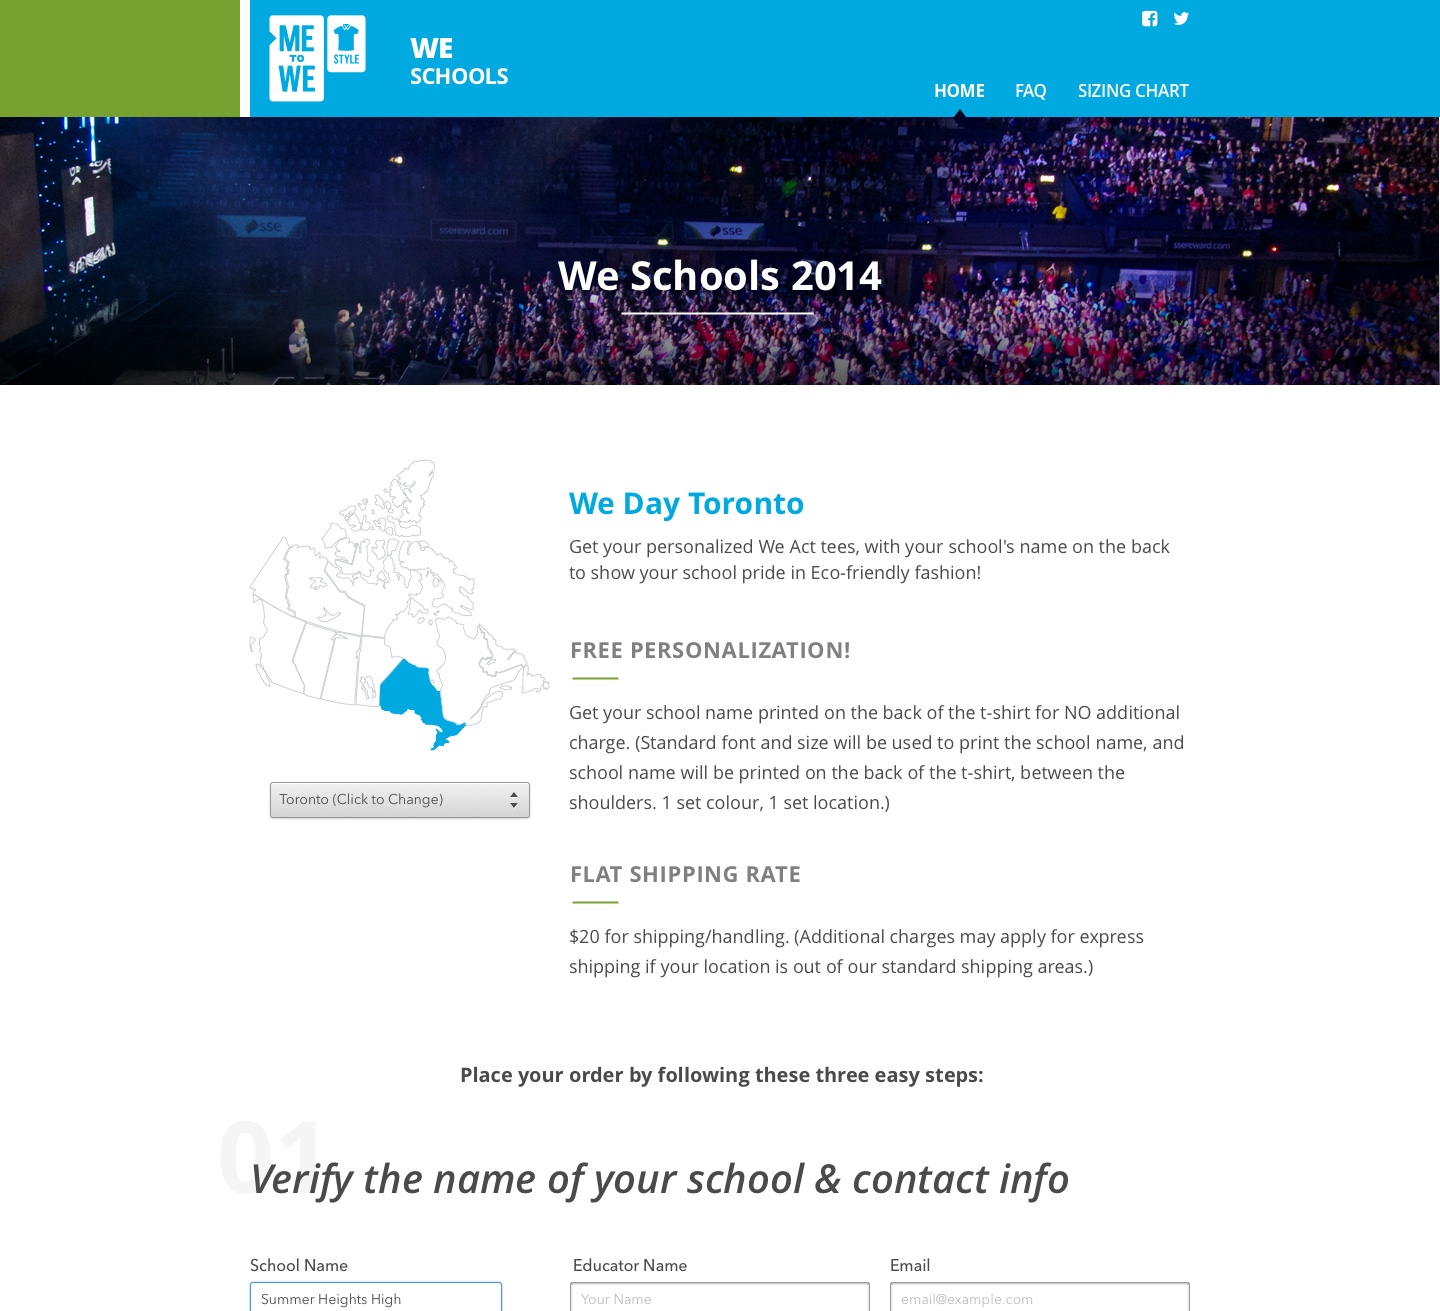 ME
TO
WE
STYLE
WE
SCHOOLS
HOME FAQ SIZING CHART
sse
ssereward.com
sse
ssereward.com
We Schools 2014
We Day Toronto
Get your personalized We Act tees, with your school's name on the back
to show your school pride in Eco-friendly fashion!
FREE PERSONALIZATION!
Get your school name printed on the back of the t-shirt for NO additional
charge. (Standard font and size will be used to print the school name, and
school name will be printed on the back of the t-shirt, between the
shoulders. 1 set colour, 1 set location.)
Toronto (Click to Change)
FLAT SHIPPING RATE
$20 for shipping/handling. (Additional charges may apply for express
shipping if your location is out of our standard shipping areas.)
Place your order by following these three easy steps:
01
Verify the name of your school & contact info
School Name Educator Name Email
Summer Heights High Your Name email@example.com